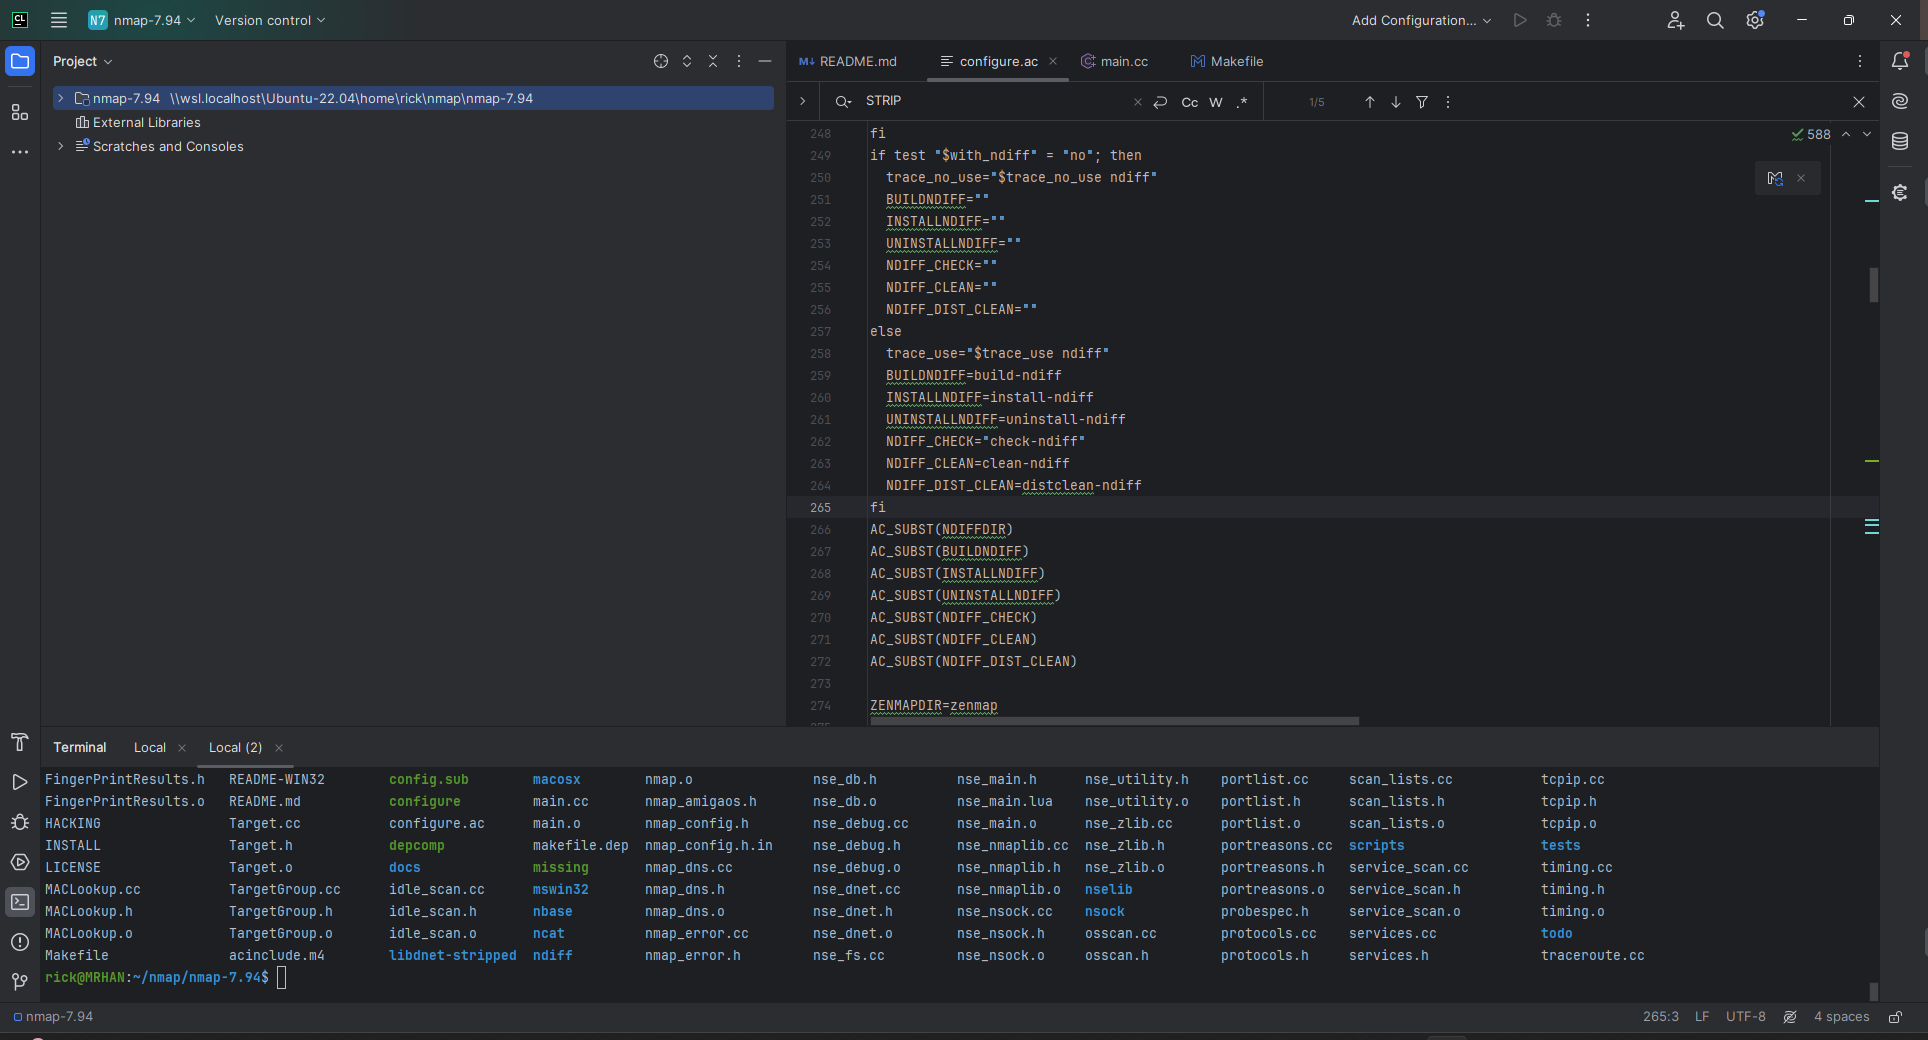 CL N7 nmap-7.94 Version control Add Configuration...
Project
nmap-7.94 \\wsl.localhost\Ubuntu-22.04\home\rick\nmap\nmap-7.94
External Libraries
Scratches and Consoles
README.md configure.ac main.cc Makefile
STRIP Cc W .* 1/5
588
248 fi
249 if test "$with_ndiff" = "no"; then
250 trace_no_use="$trace_no_use ndiff"
251 BUILDNDIFF=""
252 INSTALLNDIFF=""
253 UNINSTALLNDIFF=""
254 NDIFF_CHECK=""
255 NDIFF_CLEAN=""
256 NDIFF_DIST_CLEAN=""
257 else
258 trace_use="$trace_use ndiff"
259 BUILDNDIFF=build-ndiff
260 INSTALLNDIFF=install-ndiff
261 UNINSTALLNDIFF=uninstall-ndiff
262 NDIFF_CHECK="check-ndiff"
263 NDIFF_CLEAN=clean-ndiff
264 NDIFF_DIST_CLEAN=distclean-ndiff
265 fi
266 AC_SUBST(NDIFFDIR)
267 AC_SUBST(BUILDNDIFF)
268 AC_SUBST(INSTALLNDIFF)
269 AC_SUBST(UNINSTALLNDIFF)
270 AC_SUBST(NDIFF_CHECK)
271 AC_SUBST(NDIFF_CLEAN)
272 AC_SUBST(NDIFF_DIST_CLEAN)
273
274 ZENMAPDIR=zenmap
Terminal Local Local (2)
FingerPrintResults.h README-WIN32 config.sub macosx nmap.o nse_db.h nse_main.h nse_utility.h portlist.cc scan_lists.cc tcpip.cc
FingerPrintResults.o README.md configure main.cc nmap_amigaos.h nse_db.o nse_main.lua nse_utility.o portlist.h scan_lists.h tcpip.h
HACKING Target.cc configure.ac main.o nmap_config.h nse_debug.cc nse_main.o nse_zlib.cc portlist.o scan_lists.o tcpip.o
INSTALL Target.h depcomp makefile.dep nmap_config.h.in nse_debug.h nse_nmaplib.cc nse_zlib.h portreasons.cc scripts tests
LICENSE Target.o docs missing nmap_dns.cc nse_debug.o nse_nmaplib.h nse_zlib.o portreasons.h service_scan.cc timing.cc
MACLookup.cc TargetGroup.cc idle_scan.cc mswin32 nmap_dns.h nse_dnet.cc nse_nmaplib.o nselib portreasons.o service_scan.h timing.h
MACLookup.h TargetGroup.h idle_scan.h nbase nmap_dns.o nse_dnet.h nse_nsock.cc nsock probespec.h service_scan.o timing.o
MACLookup.o TargetGroup.o idle_scan.o ncat nmap_error.cc nse_dnet.o nse_nsock.h osscan.cc protocols.cc services.cc todo
Makefile acinclude.m4 libdnet-stripped ndiff nmap_error.h nse_fs.cc nse_nsock.o osscan.h protocols.h services.h traceroute.cc
rick@MRHAN:~/nmap/nmap-7.94$
nmap-7.94 265:3 LF UTF-8 4 spaces